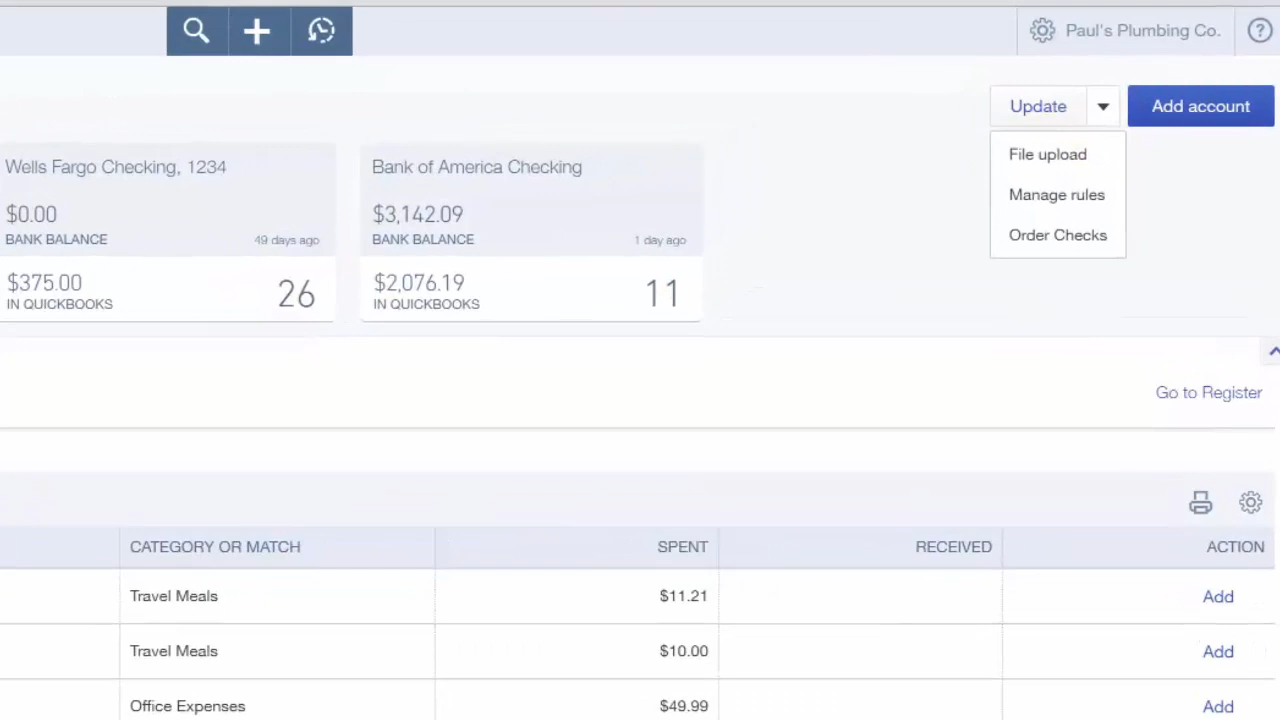 Paul's Plumbing Co.
Update
Add account
File upload
Manage rules
Order Checks
Wells Fargo Checking, 1234
$0.00
BANK BALANCE
49 days ago
$375.00
IN QUICKBOOKS
26
Bank of America Checking
$3,142.09
BANK BALANCE
1 day ago
$2,076.19
IN QUICKBOOKS
11
Go to Register
CATEGORY OR MATCH SPENT RECEIVED ACTION
Travel Meals $11.21 Add
Travel Meals $10.00 Add
Office Expenses $49.99 Add